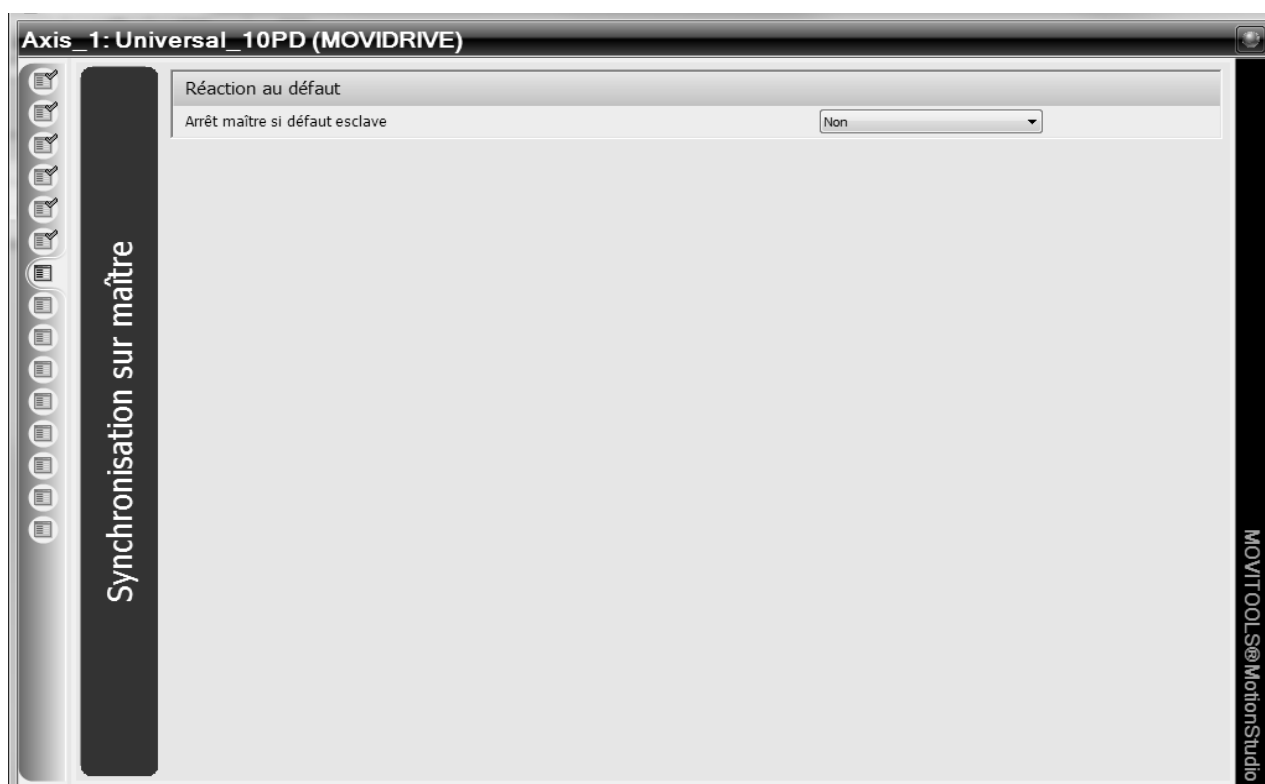 Axis_1: Universal_10PD (MOVIDRIVE)
Synchronisation sur maître
Réaction au défaut
Arrêt maître si défaut esclave
Non
MOVITOOLS®MotionStudio